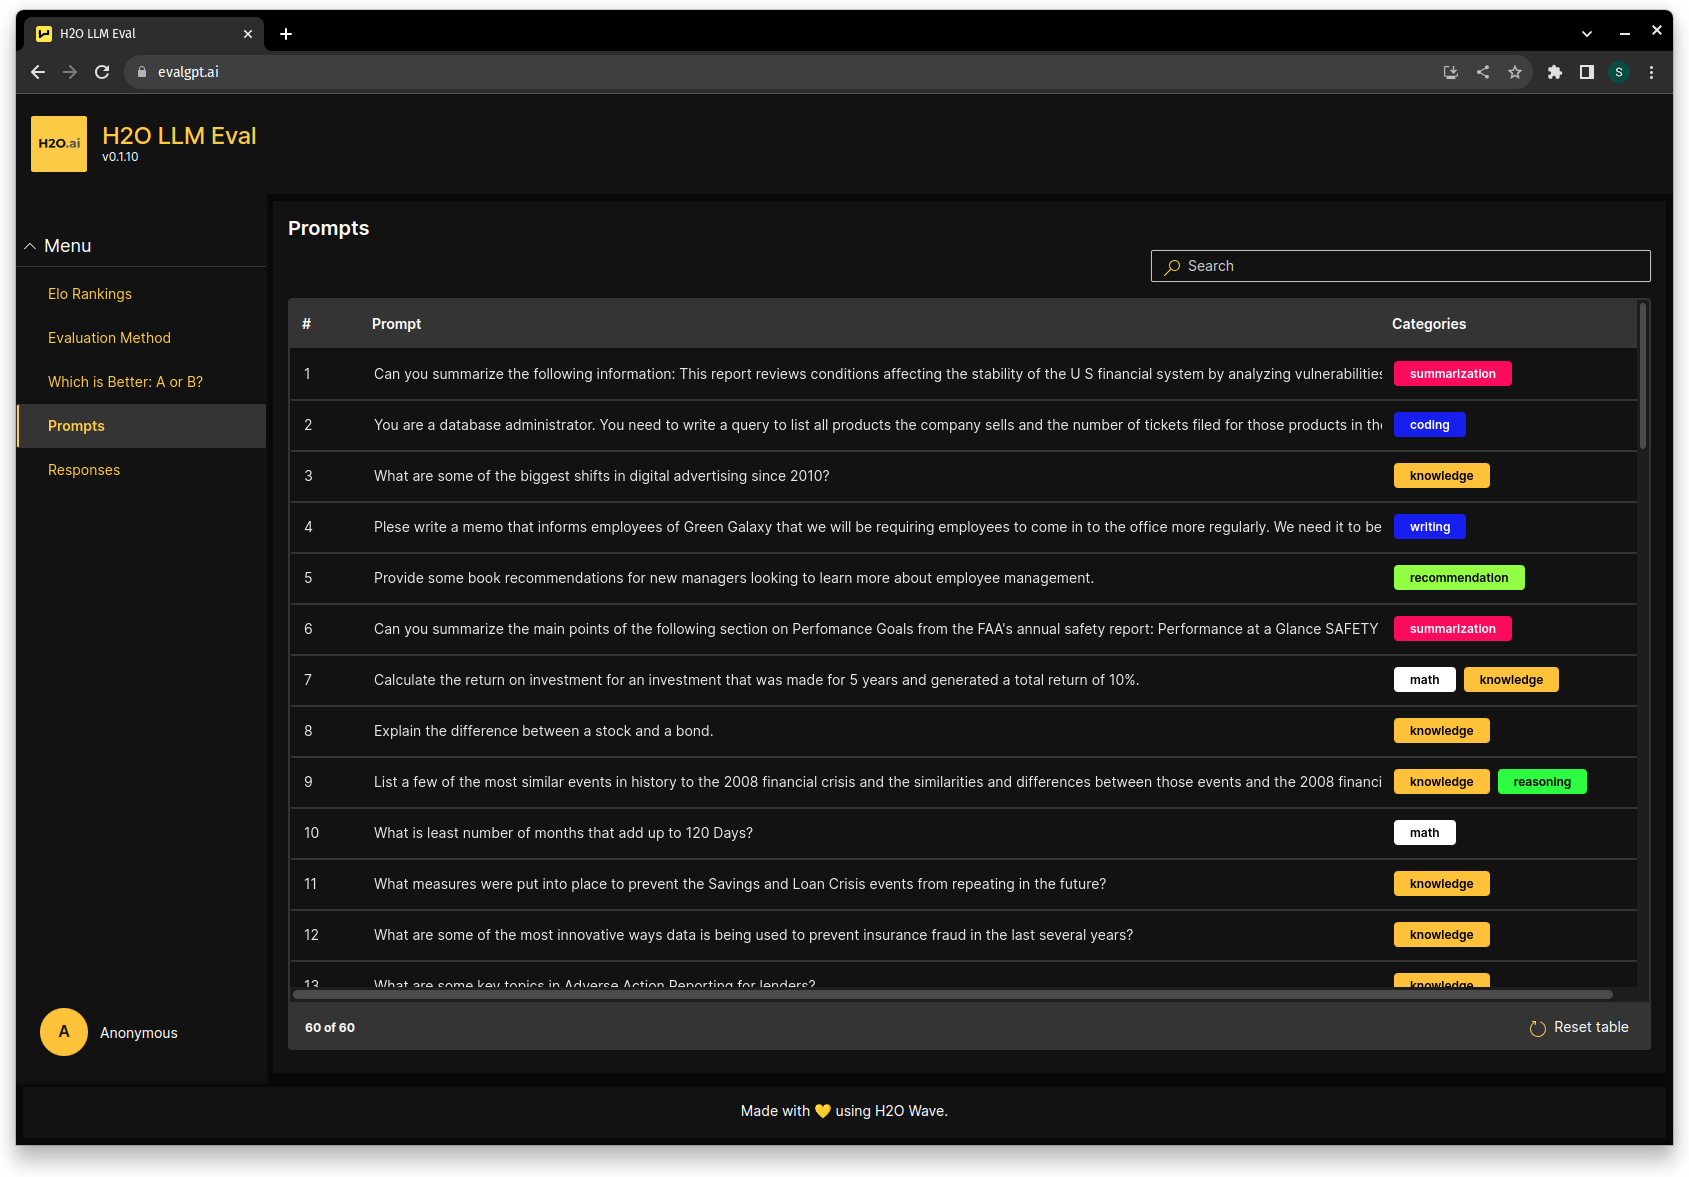 H2O LLM Eval
evalgpt.ai
S
H2O.ai
H2O LLM Eval
v0.1.10
Menu
Elo Rankings
Evaluation Method
Which is Better: A or B?
Prompts
Responses
A
Anonymous
Prompts
Search
# Prompt Categories
1 Can you summarize the following information: This report reviews conditions affecting the stability of the U S financial system by analyzing vulnerabilities summarization
2 You are a database administrator. You need to write a query to list all products the company sells and the number of tickets filed for those products in the coding
3 What are some of the biggest shifts in digital advertising since 2010? knowledge
4 Plese write a memo that informs employees of Green Galaxy that we will be requiring employees to come in to the office more regularly. We need it to be writing
5 Provide some book recommendations for new managers looking to learn more about employee management. recommendation
6 Can you summarize the main points of the following section on Perfomance Goals from the FAA's annual safety report: Performance at a Glance SAFETY summarization
7 Calculate the return on investment for an investment that was made for 5 years and generated a total return of 10%. math knowledge
8 Explain the difference between a stock and a bond. knowledge
9 List a few of the most similar events in history to the 2008 financial crisis and the similarities and differences between those events and the 2008 financi knowledge reasoning
10 What is least number of months that add up to 120 Days? math
11 What measures were put into place to prevent the Savings and Loan Crisis events from repeating in the future? knowledge
12 What are some of the most innovative ways data is being used to prevent insurance fraud in the last several years? knowledge
13 What are some key topics in Adverse Action Reporting for lenders? knowledge
60 of 60
Reset table
Made with 💛 using H2O Wave.